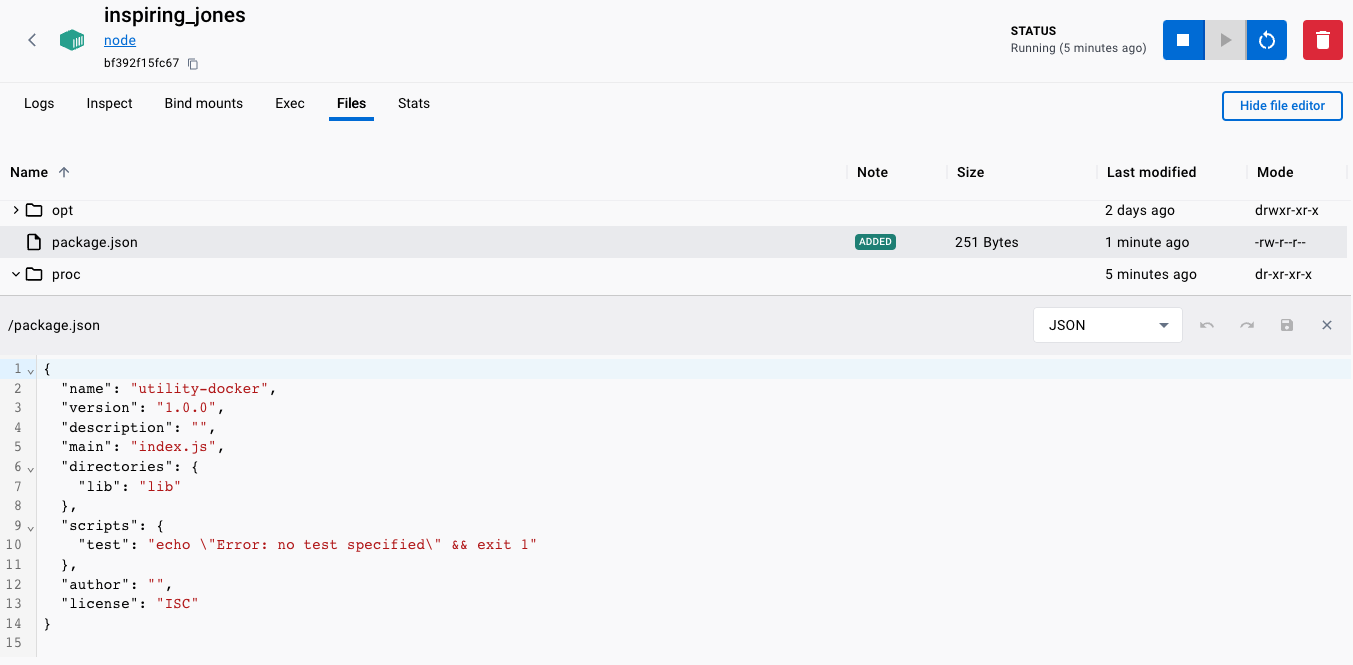 inspiring_jones
node
bf392f15fc67
STATUS
Running (5 minutes ago)
Logs Inspect Bind mounts Exec Files Stats
Hide file editor
Name Note Size Last modified Mode
opt 2 days ago drwxr-xr-x
package.json ADDED 251 Bytes 1 minute ago -rw-r--r--
proc 5 minutes ago dr-xr-xr-x
/package.json JSON
1 {
2 "name": "utility-docker",
3 "version": "1.0.0",
4 "description": "",
5 "main": "index.js",
6 "directories": {
7 "lib": "lib"
8 },
9 "scripts": {
10 "test": "echo \"Error: no test specified\" && exit 1"
11 },
12 "author": "",
13 "license": "ISC"
14 }
15